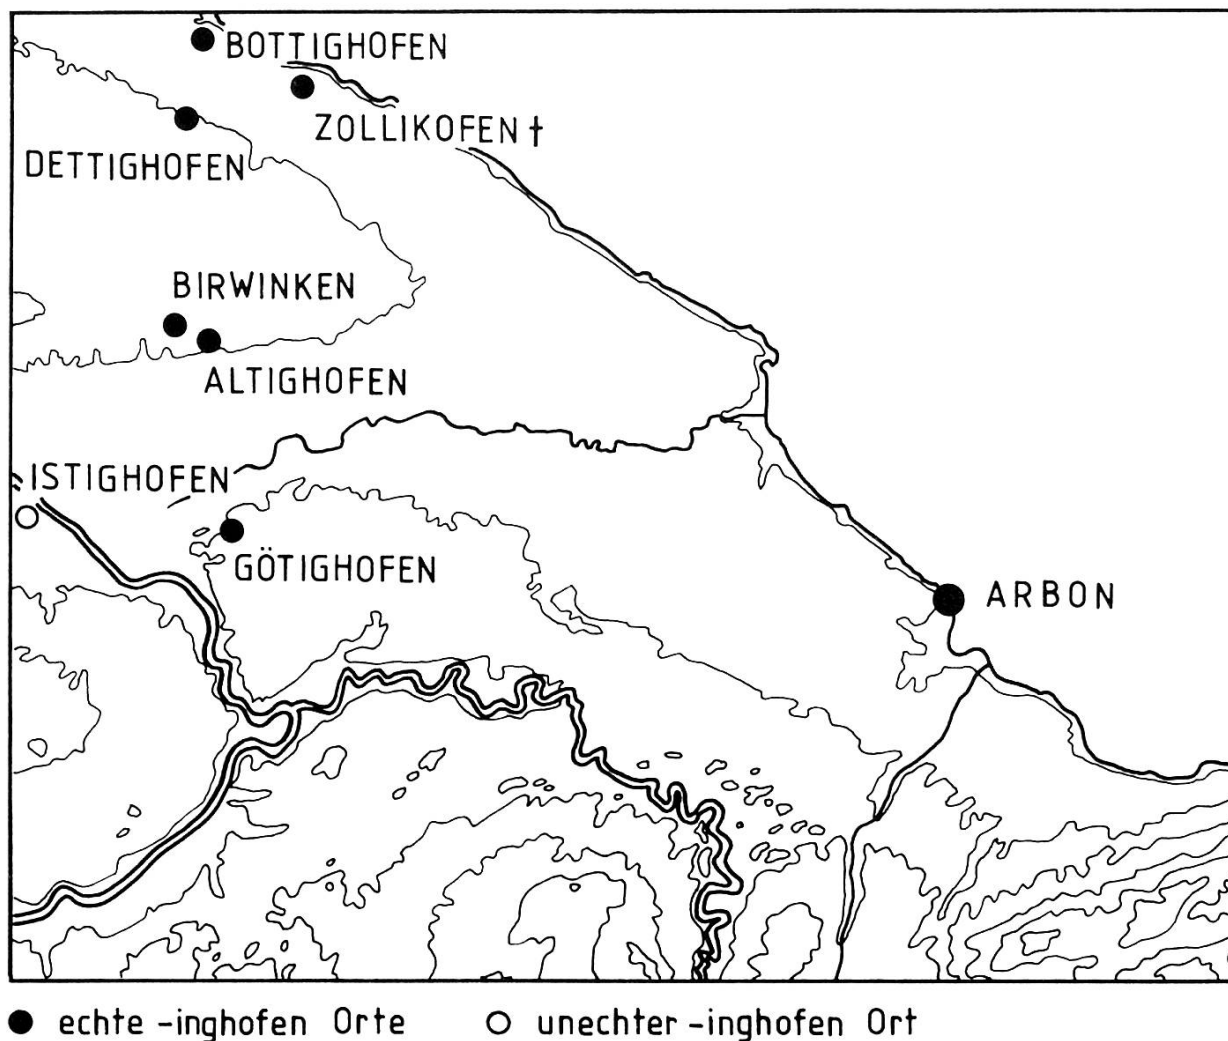 BOTTIGHOFEN
ZOLLIKOFEN †
DETTIGHOFEN
BIRWINKEN
ALTIGHOFEN
ISTIGHOFEN
GÖTIGHOFEN
ARBON
echte -inghofen Orte
unechter -inghofen Ort